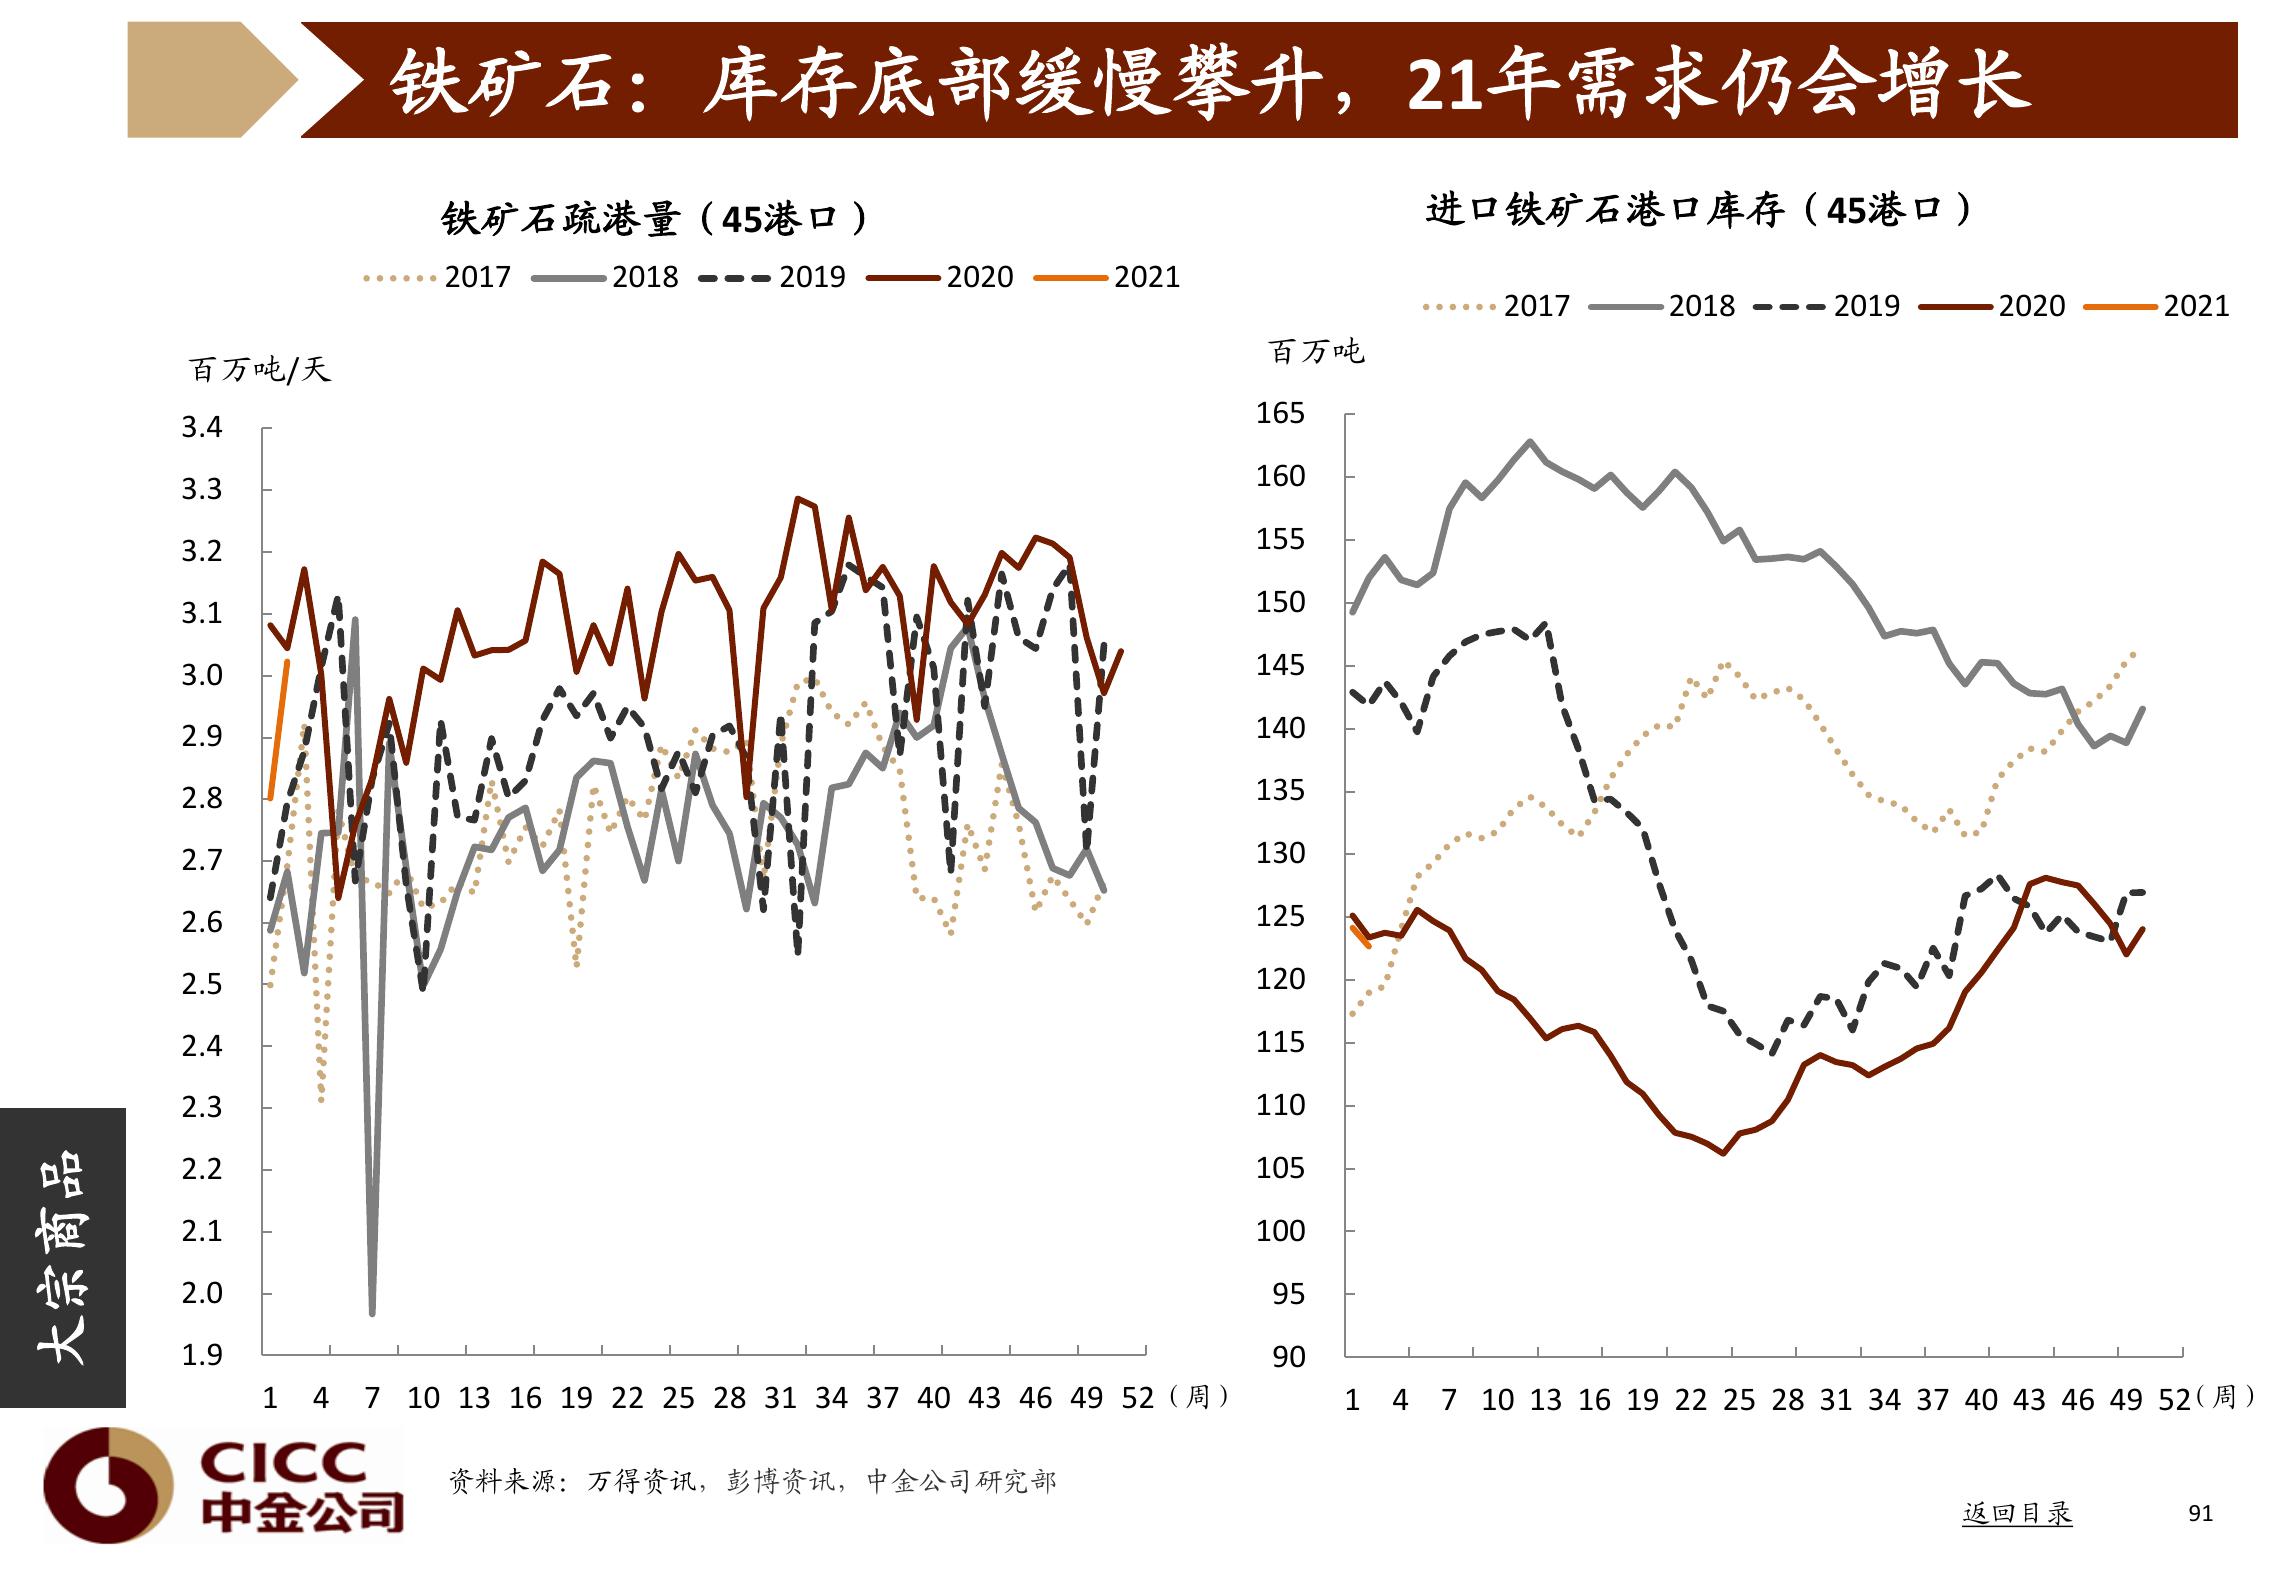 铁矿石：库存底部缓慢攀升，21年需求仍会增长
铁矿石疏港量（45港口）
2017 2018 2019 2020 2021
百万吨/天
3.4
3.3
3.2
3.1
3.0
2.9
2.8
2.7
2.6
2.5
2.4
2.3
2.2
2.1
2.0
1.9
1 4 7 10 13 16 19 22 25 28 31 34 37 40 43 46 49 52（周）
进口铁矿石港口库存（45港口）
2017 2018 2019 2020 2021
百万吨
165
160
155
150
145
140
135
130
125
120
115
110
105
100
95
90
1 4 7 10 13 16 19 22 25 28 31 34 37 40 43 46 49 52（周）
大宗商品
CICC
中金公司
资料来源：万得资讯，彭博资讯，中金公司研究部
返回目录
91